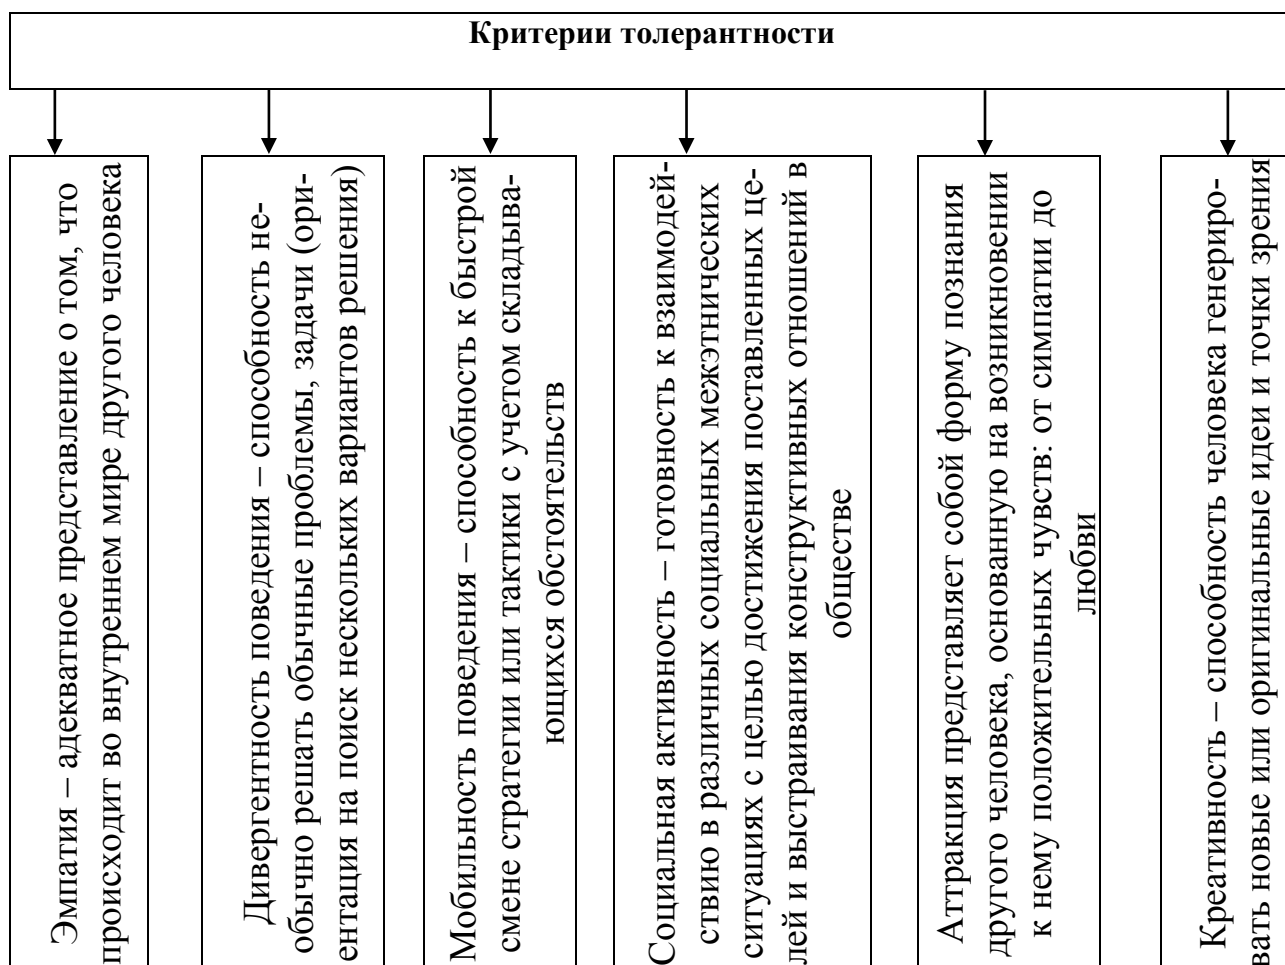 Критерии толерантности
Эмпатия – адекватное представление о том, что
происходит во внутреннем мире другого человека
Дивергентность поведения – способность не-
обычно решать обычные проблемы, задачи (ори-
ентация на поиск нескольких вариантов решения)
Мобильность поведения – способность к быстрой
смене стратегии или тактики с учетом складыва-
ющихся обстоятельств
Социальная активность – готовность к взаимодей-
ствию в различных социальных межэтнических
ситуациях с целью достижения поставленных це-
лей и выстраивания конструктивных отношений в
обществе
Аттракция представляет собой форму познания
другого человека, основанную на возникновении
к нему положительных чувств: от симпатии до
любви
Креативность – способность человека генериро-
вать новые или оригинальные идеи и точки зрения